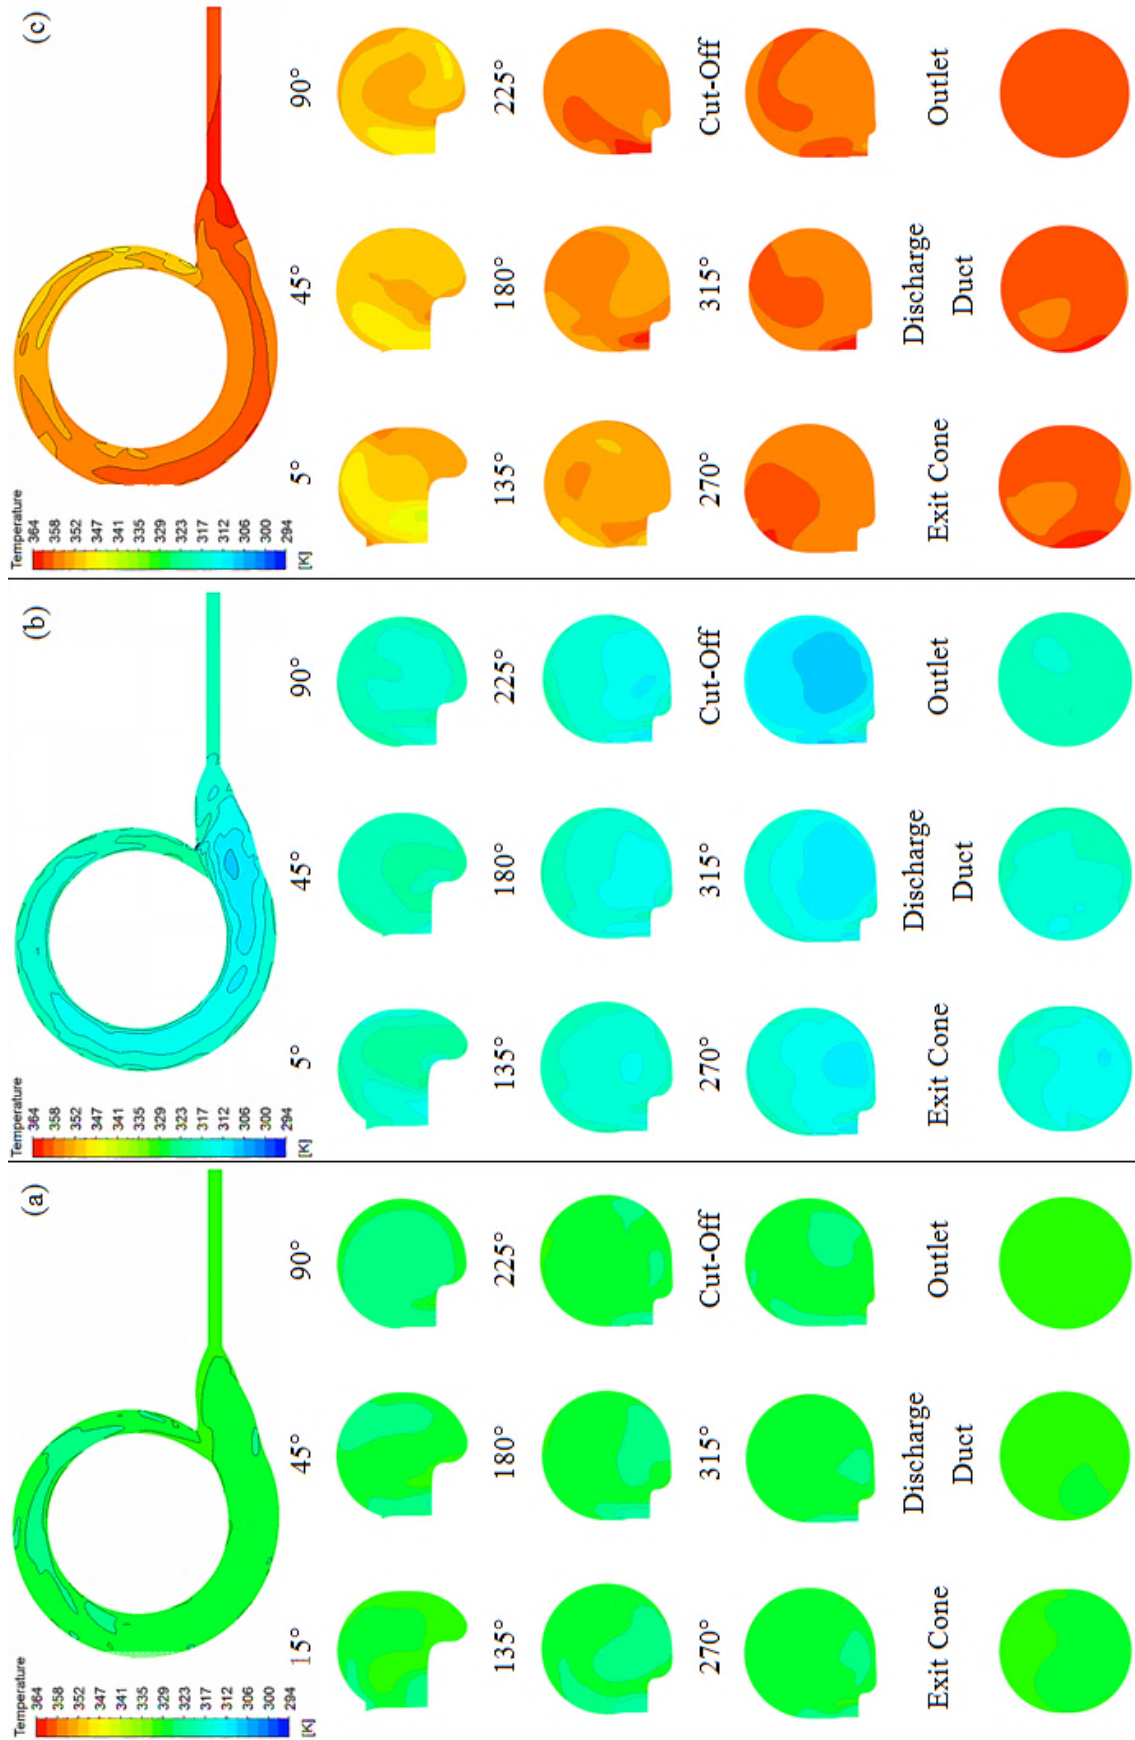 (a)
Temperature
364
358
352
347
341
335
329
323
317
312
306
300
294
[K]
15°
45°
90°
135°
180°
225°
270°
315°
Cut-Off
Exit Cone
Discharge
Duct
Outlet
(b)
Temperature
364
358
352
347
341
335
329
323
317
312
306
300
294
[K]
5°
45°
90°
135°
180°
225°
270°
315°
Cut-Off
Exit Cone
Discharge
Duct
Outlet
(c)
Temperature
364
358
352
347
341
335
329
323
317
312
306
300
294
[K]
5°
45°
90°
135°
180°
225°
270°
315°
Cut-Off
Exit Cone
Discharge
Duct
Outlet